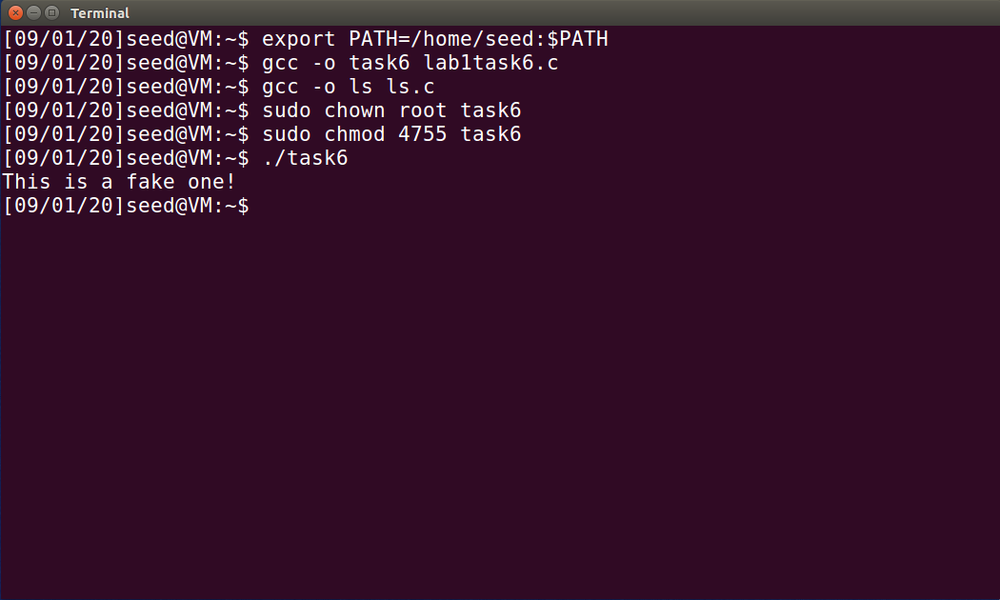 Terminal
[09/01/20]seed@VM:~$ export PATH=/home/seed:$PATH
[09/01/20]seed@VM:~$ gcc -o task6 lab1task6.c
[09/01/20]seed@VM:~$ gcc -o ls ls.c
[09/01/20]seed@VM:~$ sudo chown root task6
[09/01/20]seed@VM:~$ sudo chmod 4755 task6
[09/01/20]seed@VM:~$ ./task6
This is a fake one!
[09/01/20]seed@VM:~$